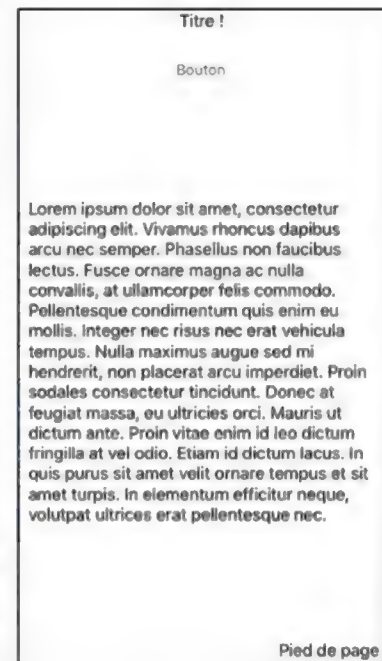 Titre !
Bouton
Lorem ipsum dolor sit amet, consectetur
adipiscing elit. Vivamus rhoncus dapibus
arcu nec semper. Phasellus non faucibus
lectus. Fusce ornare magna ac nulla
convallis, at ullamcorper felis commodo.
Pellentesque condimentum quis enim eu
mollis. Integer nec risus nec erat vehicula
tempus. Nulla maximus augue sed mi
hendrerit, non placerat arcu imperdiet. Proin
sodales consectetur tincidunt. Donec at
feugiat massa, eu ultricies orci. Mauris ut
dictum ante. Proin vitae enim id leo dictum
fringilla at vel odio. Etiam id dictum lacus. In
quis purus sit amet velit ornare tempus et sit
amet turpis. In elementum efficitur neque,
volutpat ultrices erat pellentesque nec.
Pied de page